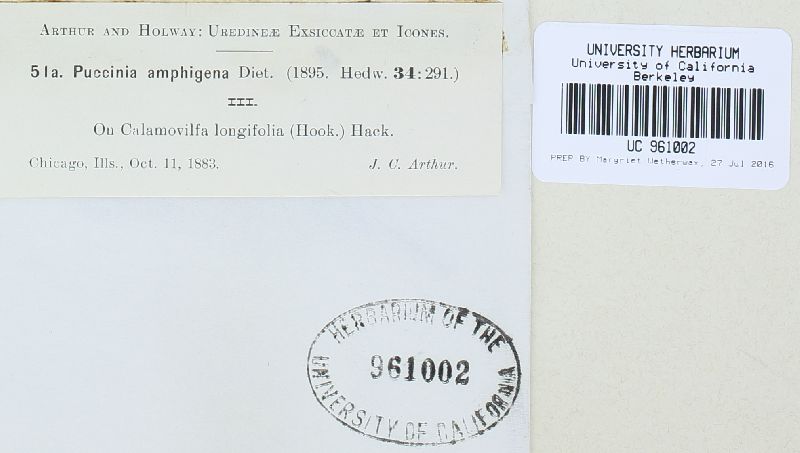 ARTHUR AND HOLWAY: UREDINEÆ EXSICCATÆ ET ICONES.
51a. Puccinia amphigena Diet. (1895. Hedw. 34: 291.)
III.
On Calamovilfa longifolia (Hook.) Hack.
Chicago, Ills., Oct. 11, 1883. J. C. Arthur.
UNIVERSITY HERBARIUM
University of California
Berkeley
UC 961002
PREP BY Margriet Wetherwax, 27 Jul 2016
HERBARIUM OF THE
961002
UNIVERSITY OF CALIFORNIA